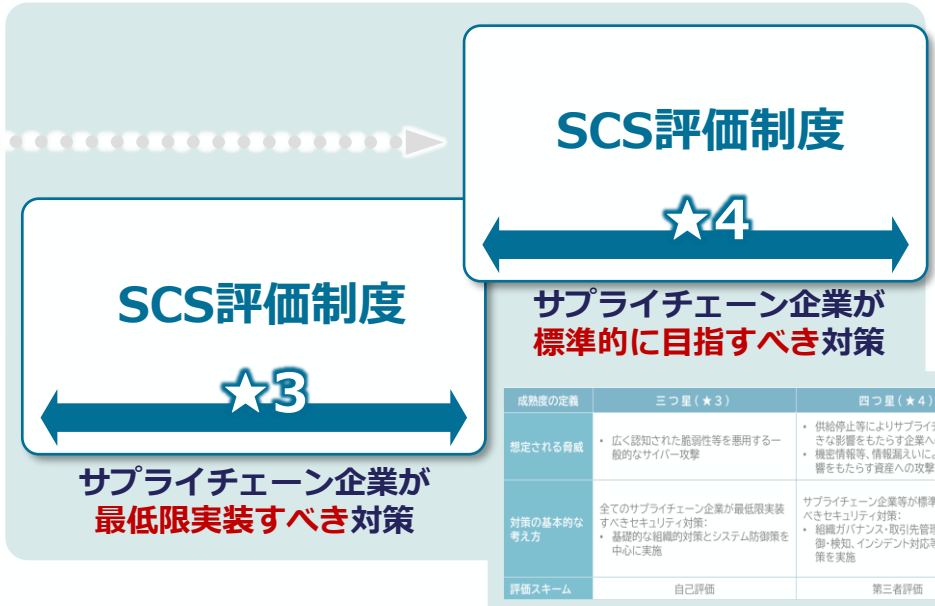 SCS評価制度
★4
サプライチェーン企業が
標準的に目指すべき対策
SCS評価制度
★3
サプライチェーン企業が
最低限実装すべき対策
成熟度の定義 三つ星(★3) 四つ星(★4)
想定される脅威
• 広く認知された脆弱性等を悪用する一
般的なサイバー攻撃
• 供給停止等によりサプライチ
きな影響をもたらす企業へ
• 機密情報等、情報漏えいによ
響をもたらす資産への攻撃
対策の基本的な
考え方
全てのサプライチェーン企業が最低限実装
すべきセキュリティ対策:
• 基礎的な組織的対策とシステム防御策を
中心に実施
サプライチェーン企業等が標準
べきセキュリティ対策:
• 組織ガバナンス・取引先管理
御・検知、インシデント対応等
策を実施
評価スキーム 自己評価 第三者評価